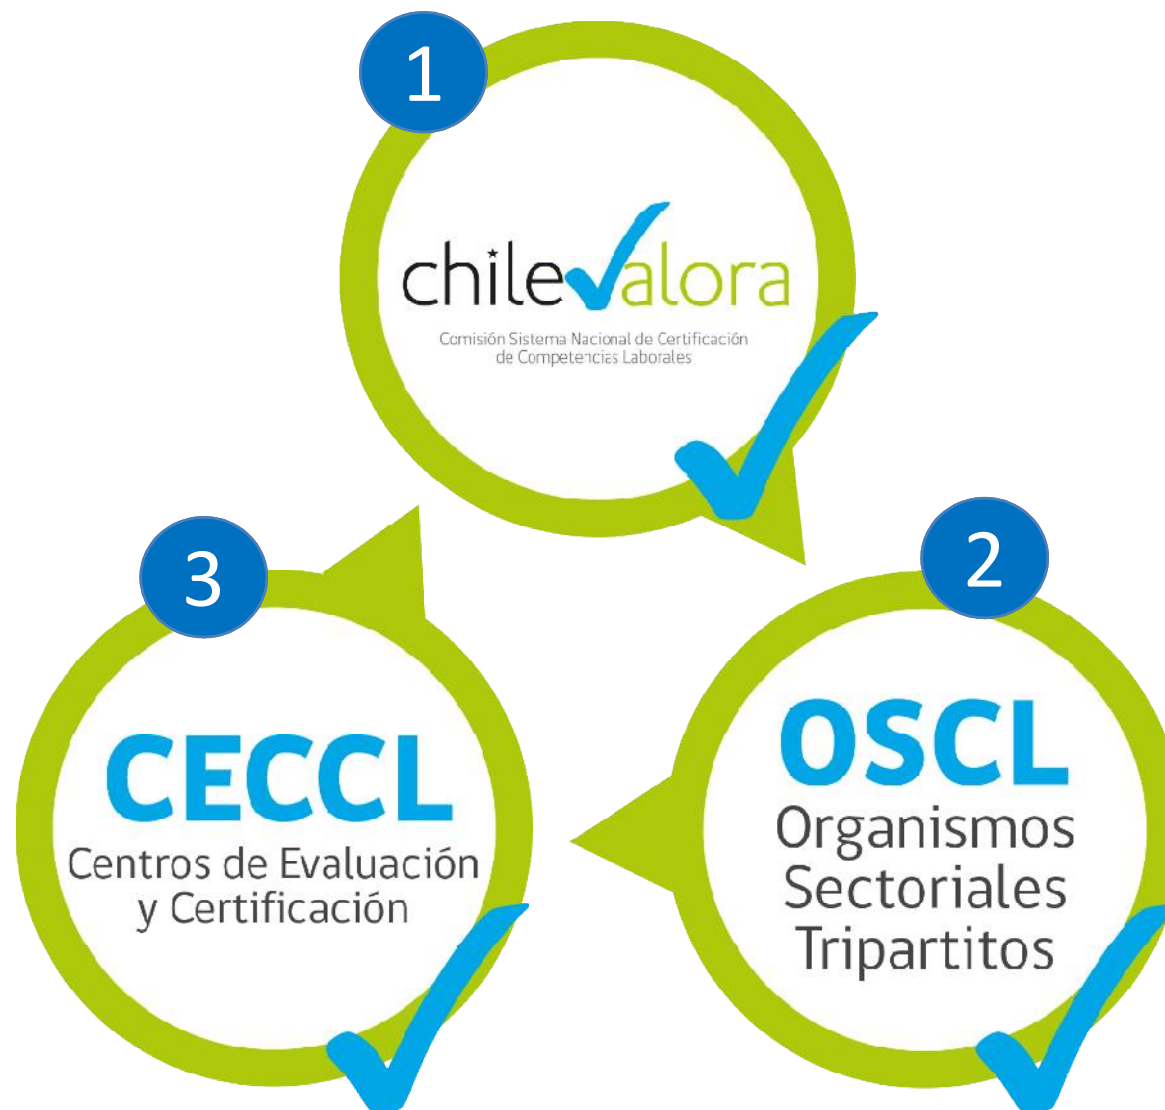 1
chilevalora
Comisión Sistema Nacional de Certificación
de Competencias Laborales
2
OSCL
Organismos
Sectoriales
Tripartitos
3
CECCL
Centros de Evaluación
y Certificación